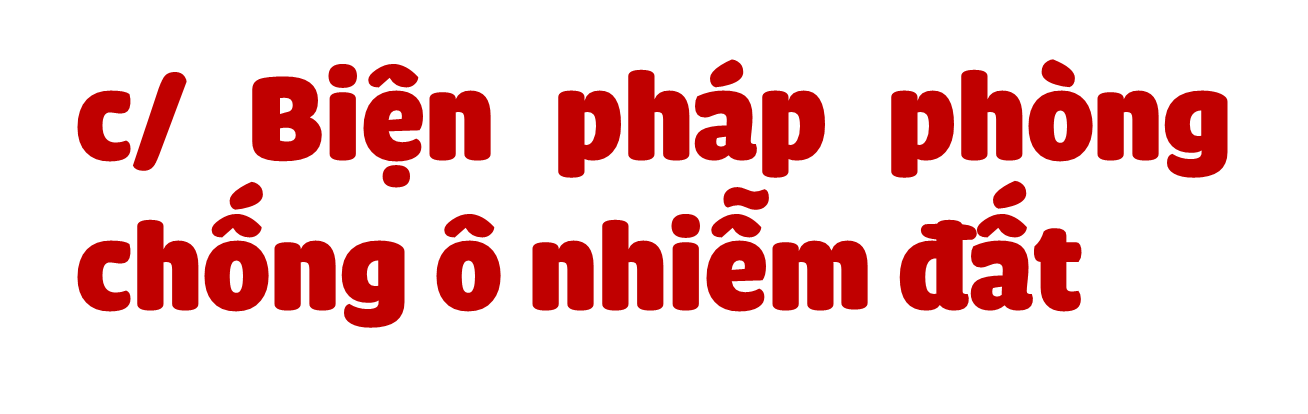 c/ Biện pháp phòng
chống ô nhiễm đất